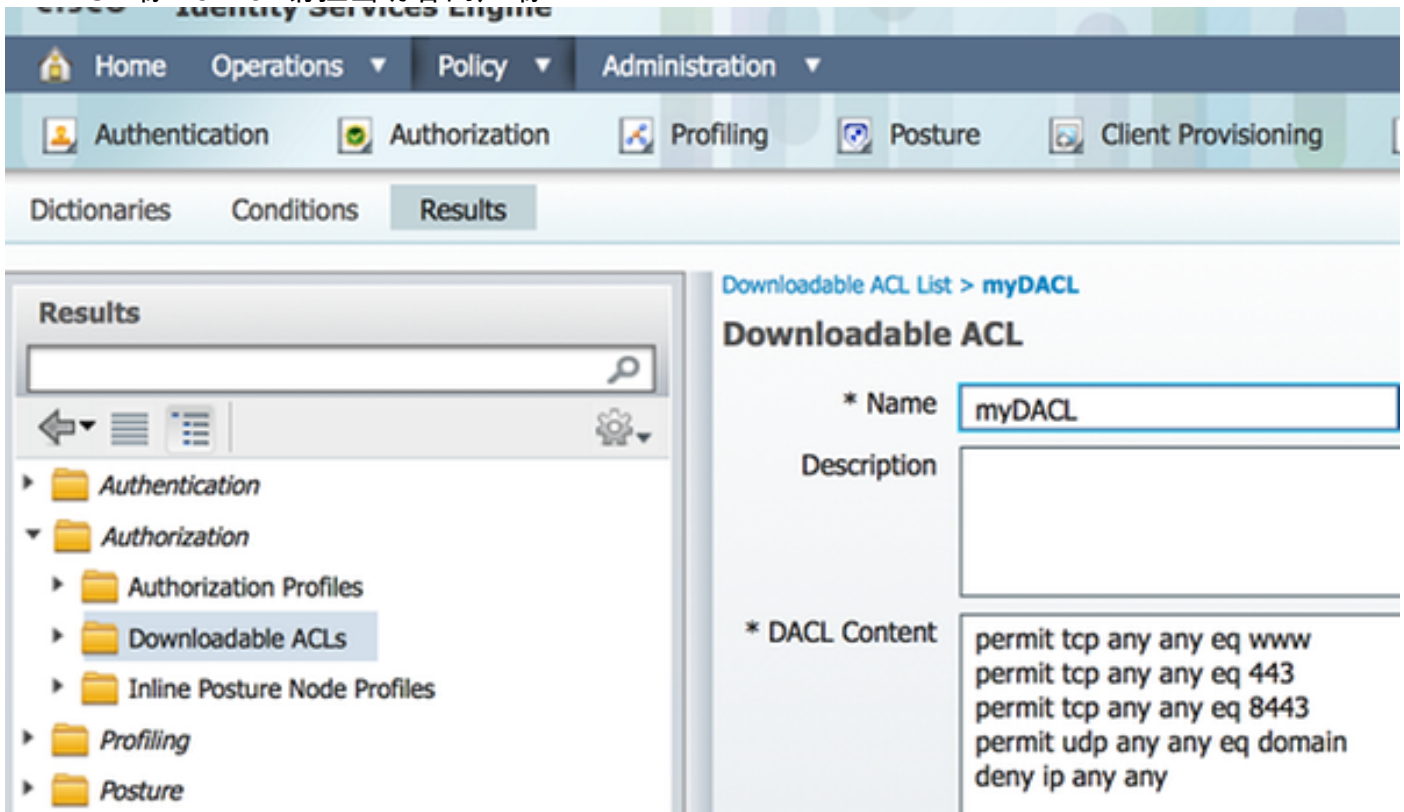 Identity Services Engine
Home Operations Policy Administration
Authentication Authorization Profiling Posture Client Provisioning
Dictionaries Conditions Results
Results
Authentication
Authorization
Authorization Profiles
Downloadable ACLs
Inline Posture Node Profiles
Profiling
Posture
Downloadable ACL List > myDACL
Downloadable ACL
* Name myDACL
Description
* DACL Content permit tcp any any eq www
permit tcp any any eq 443
permit tcp any any eq 8443
permit udp any any eq domain
deny ip any any